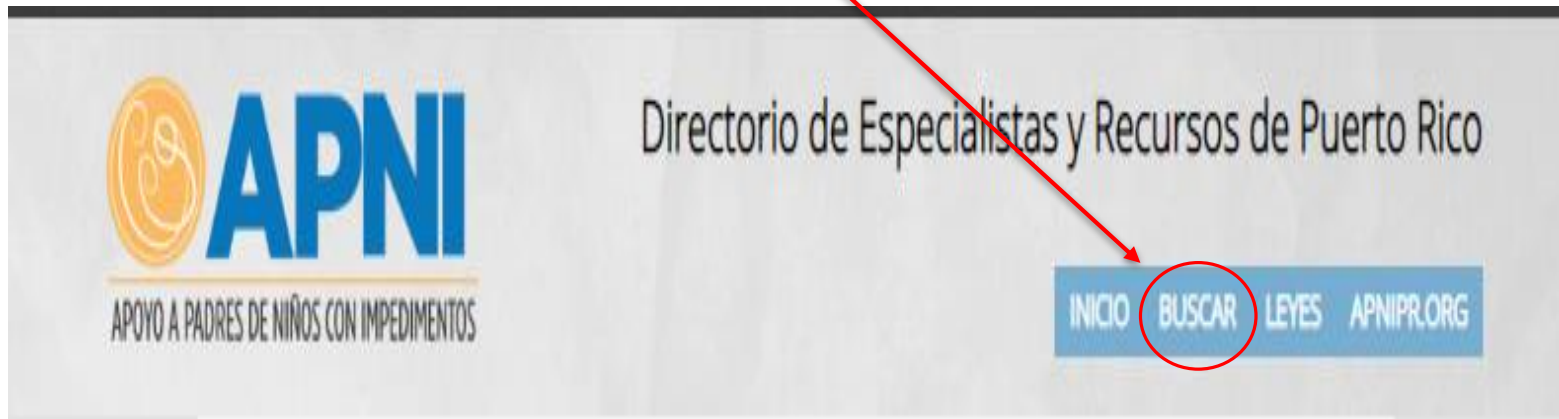 APNI
APOYO A PADRES DE NIÑOS CON IMPEDIMENTOS
Directorio de Especialistas y Recursos de Puerto Rico
INICIO BUSCAR LEYES APNIPR.ORG